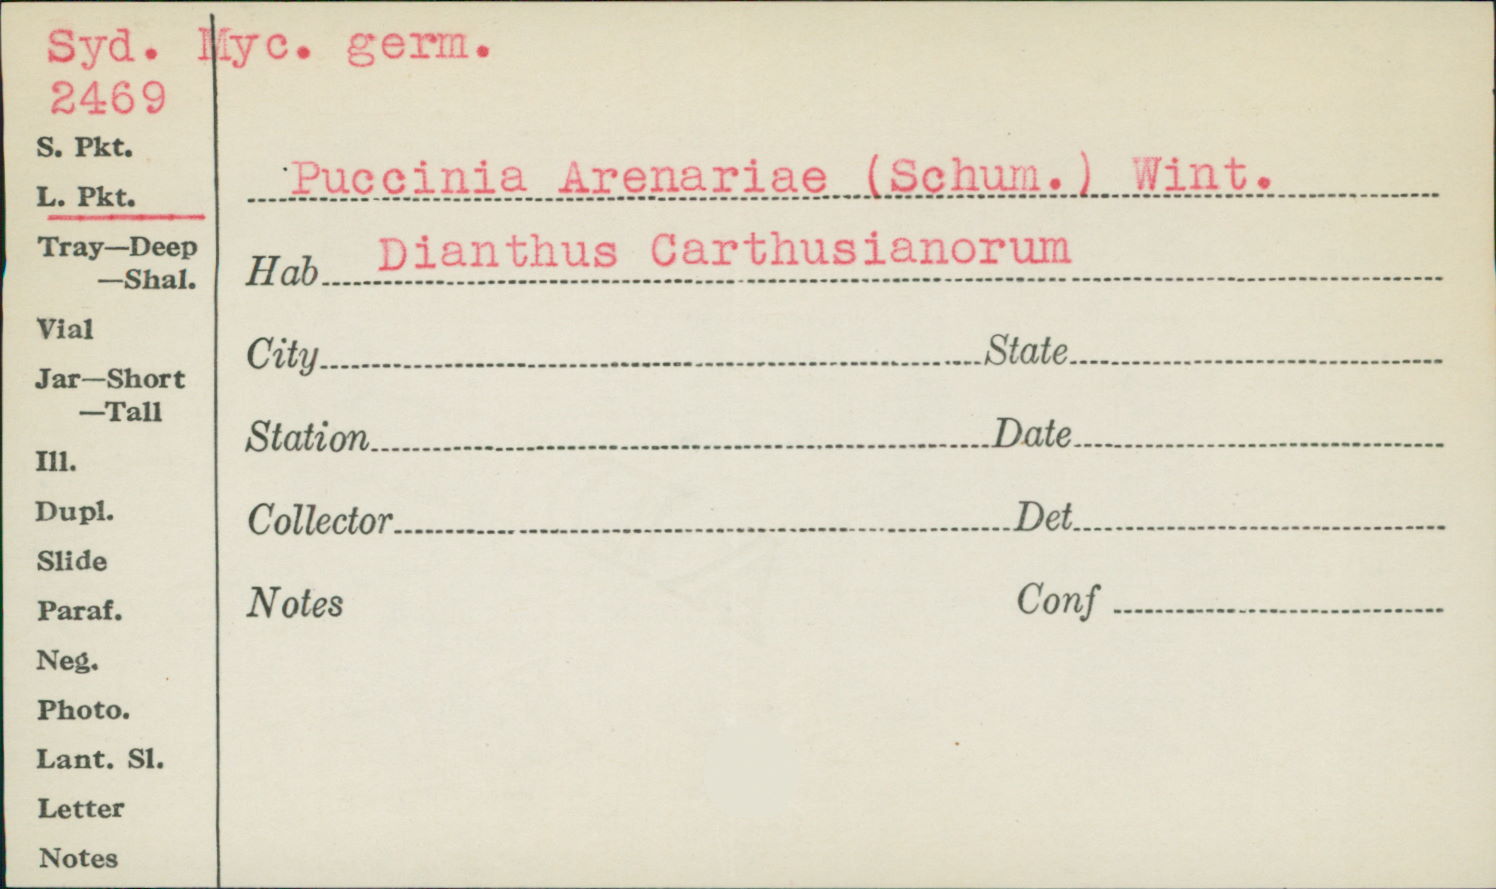 Syd. Myc. germ.
2469
S. Pkt.
L. Pkt.
Tray—Deep
—Shal.
Vial
Jar—Short
—Tall
Ill.
Dupl.
Slide
Paraf.
Neg.
Photo.
Lant. Sl.
Letter
Notes
Puccinia Arenariae (Schum.) Wint.
Hab Dianthus Carthusianorum
City State
Station Date
Collector Det
Notes Conf